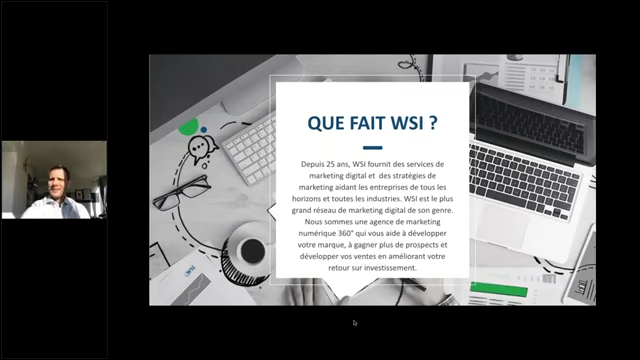 QUE FAIT WSI ?
Depuis 25 ans, WSI fournit des services de
marketing digital et des stratégies de
marketing aidant les entreprises de tous les
horizons et toutes les industries. WSI est le plus
grand réseau de marketing digital de son genre.
Nous sommes une agence de marketing
numérique 360° qui vous aide à développer
votre marque, à gagner plus de prospects et
développer vos ventes en améliorant votre
retour sur investissement.